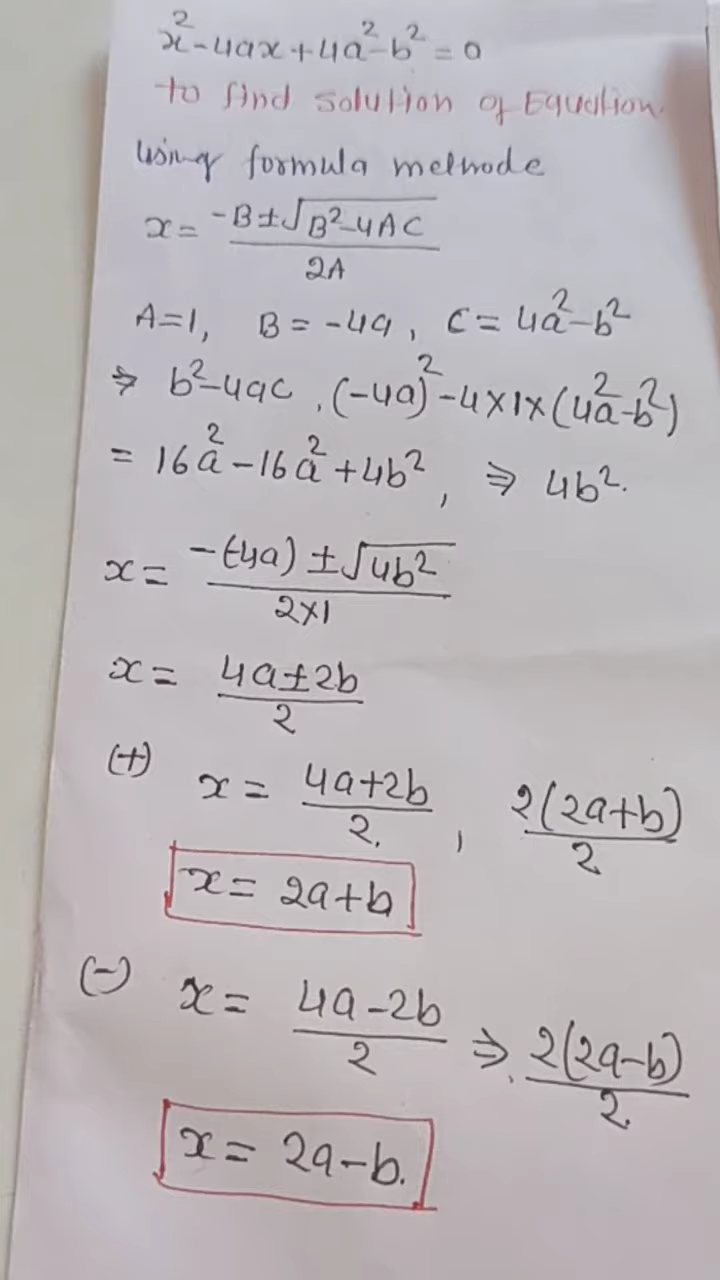 x² - 4ax + 4a² - b² = 0
to find solution of Equation.
using formula methode
x = (-B ± √(B² - 4AC)) / 2A
A = 1, B = -4a, C = 4a² - b²
⇒ b² - 4ac , (-4a)² - 4 × 1 × (4a² - b²)
= 16a² - 16a² + 4b² , ⇒ 4b².
x = (-(-4a) ± √(4b²)) / 2×1
x = (4a ± 2b) / 2
(+) x = (4a + 2b) / 2. , 2(2a + b) / 2
x = 2a + b
(-) x = (4a - 2b) / 2 ⇒ 2(2a - b) / 2.
x = 2a - b.